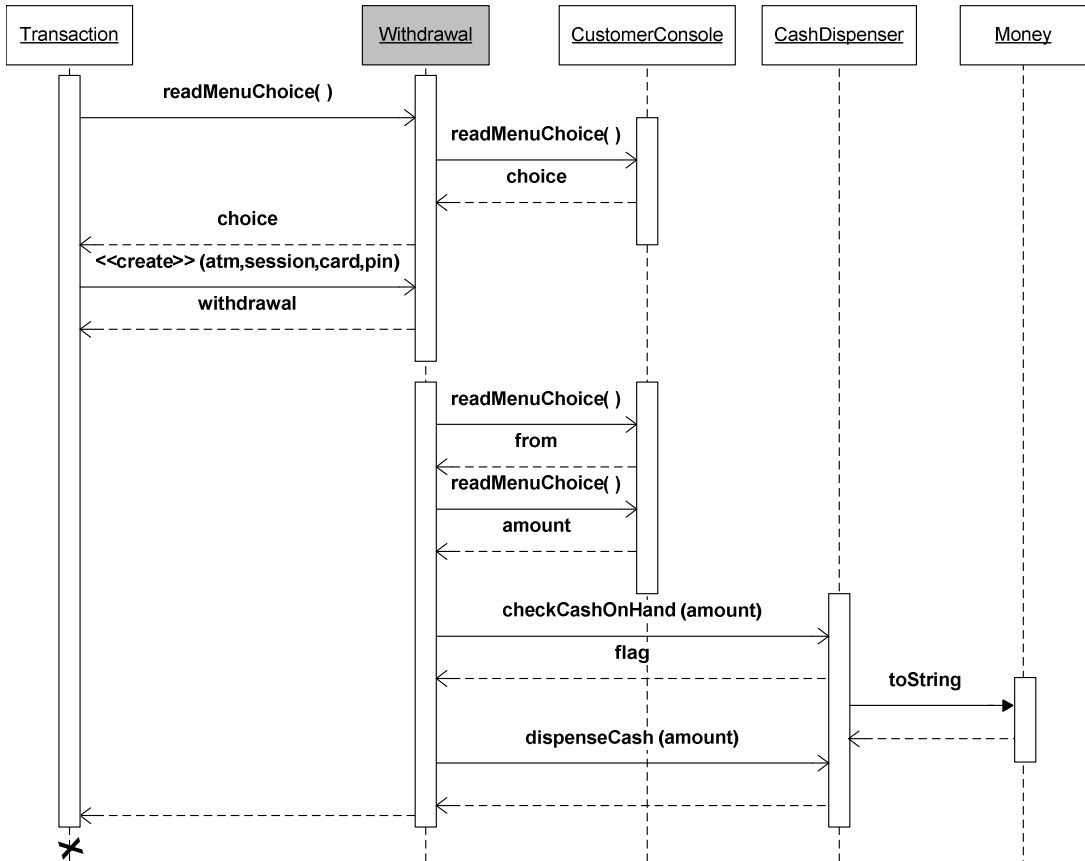 Transaction
Withdrawal
CustomerConsole
CashDispenser
Money
readMenuChoice( )
readMenuChoice( )
choice
choice
<<create>> (atm,session,card,pin)
withdrawal
readMenuChoice( )
from
readMenuChoice( )
amount
checkCashOnHand (amount)
flag
toString
dispenseCash (amount)
X